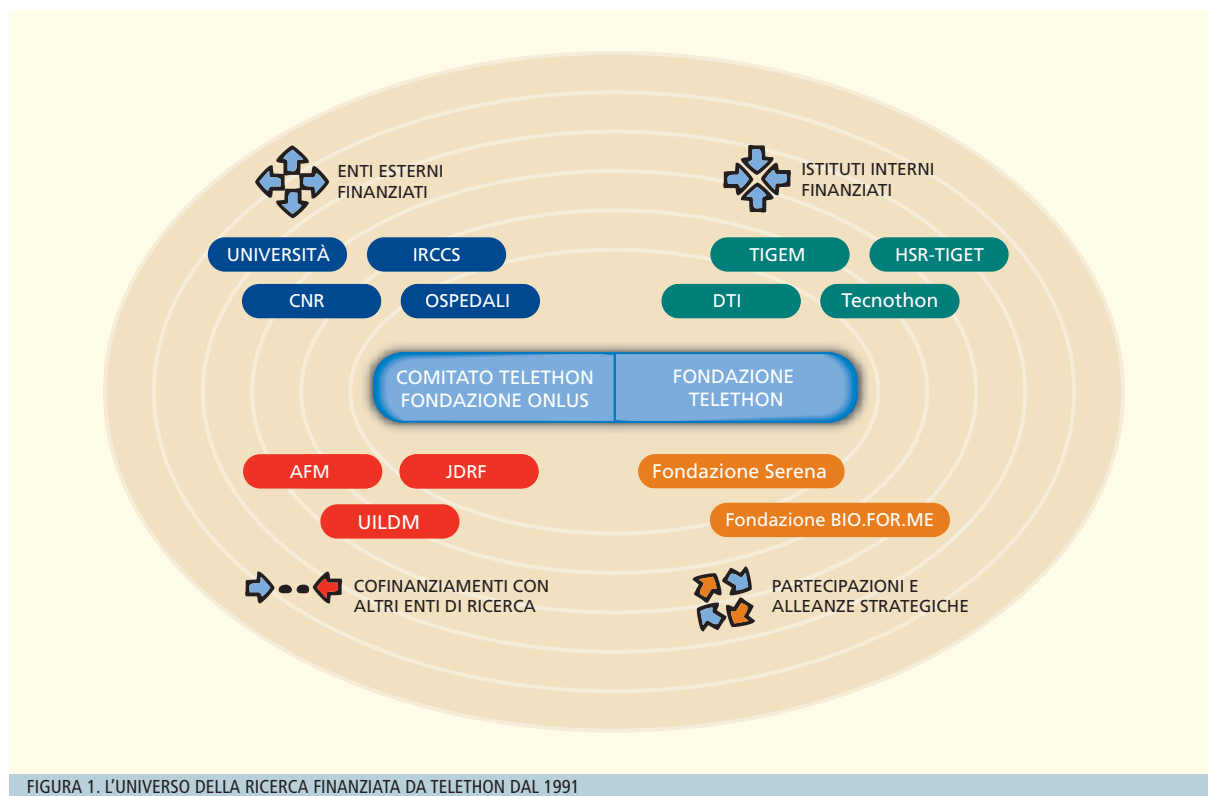 ENTI ESTERNI
FINANZIATI
ISTITUTI INTERNI
FINANZIATI
UNIVERSITÀ
IRCCS
CNR
OSPEDALI
TIGEM
HSR-TIGET
DTI
Tecnothon
COMITATO TELETHON
FONDAZIONE ONLUS
FONDAZIONE
TELETHON
AFM
JDRF
UILDM
Fondazione Serena
Fondazione BIO.FOR.ME
COFINANZIAMENTI CON
ALTRI ENTI DI RICERCA
PARTECIPAZIONI E
ALLEANZE STRATEGICHE
FIGURA 1. L'UNIVERSO DELLA RICERCA FINANZIATA DA TELETHON DAL 1991